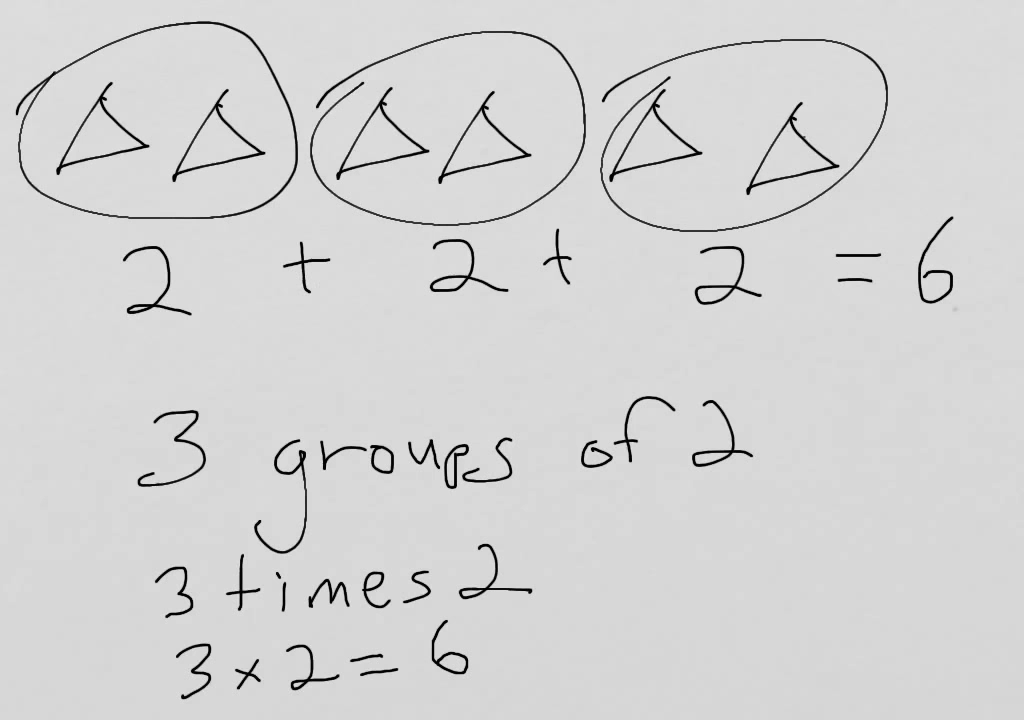 2 + 2 + 2 = 6
3 groups of 2
3 times 2
3 × 2 = 6